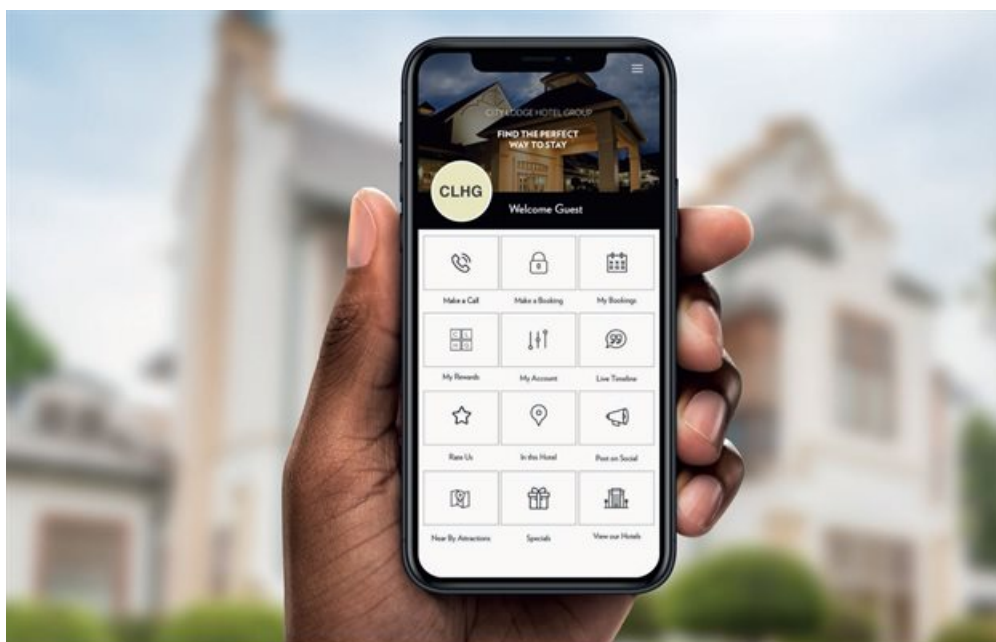 CITY LODGE HOTEL GROUP
FIND THE PERFECT
WAY TO STAY
CLHG
Welcome Guest
Make a Call
Make a Booking
My Bookings
C L
H G
My Rewards
My Account
Live Timeline
Rate Us
In this Hotel
Post on Social
Near By Attractions
Specials
View our Hotels